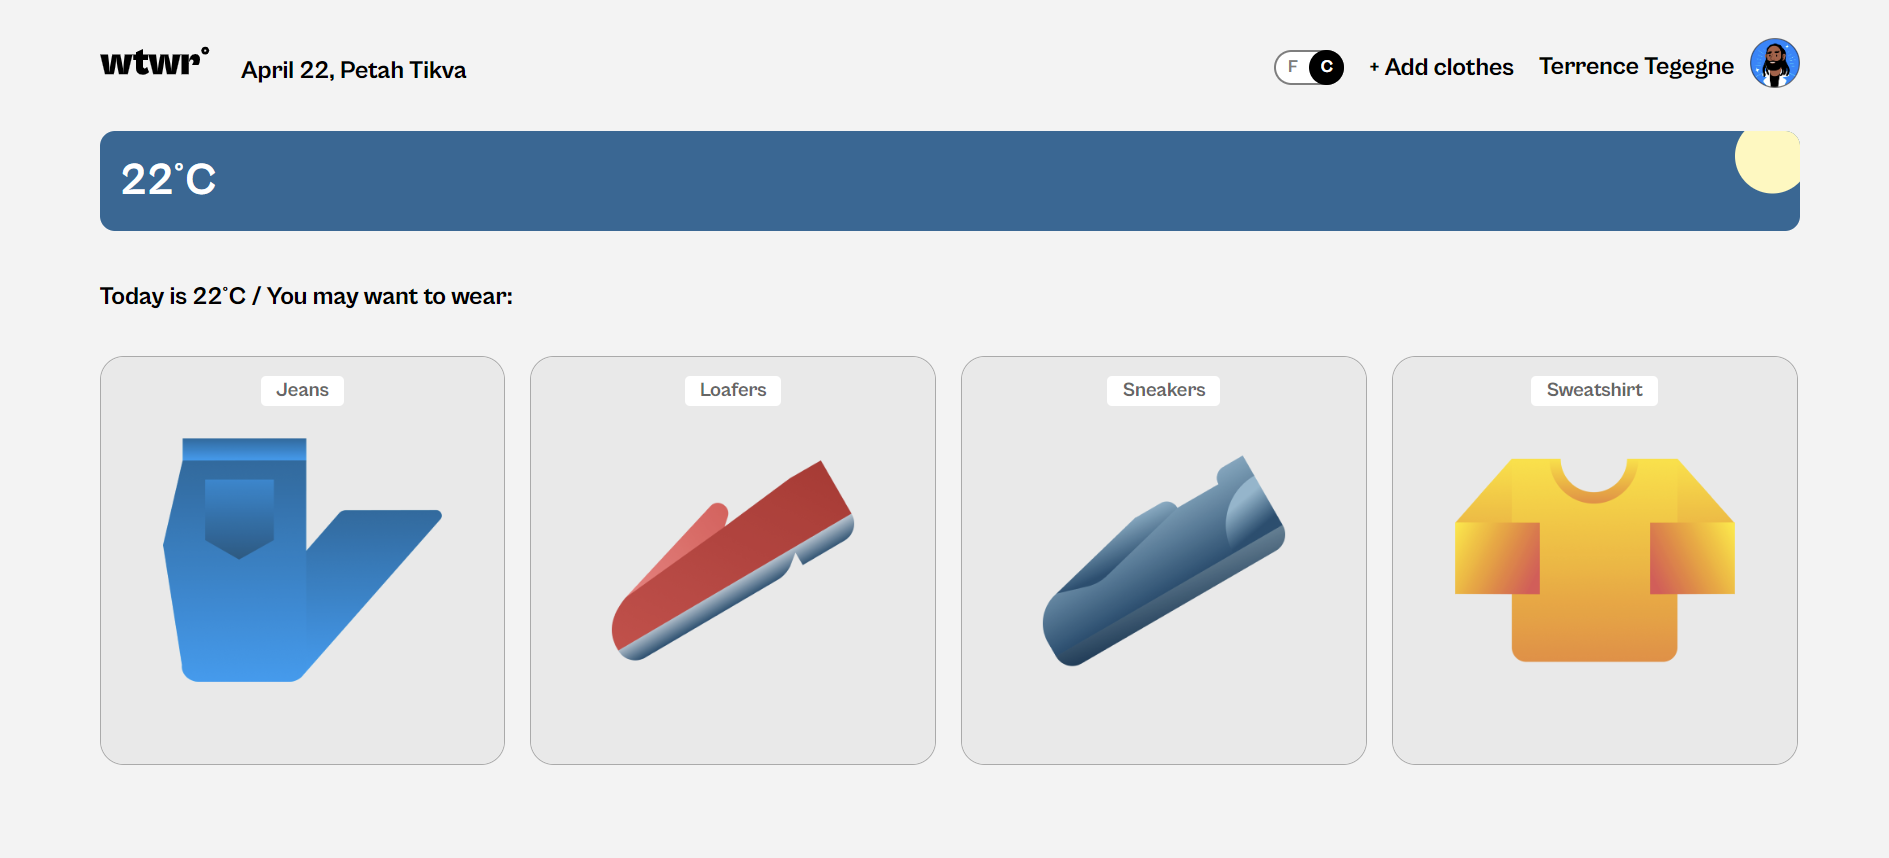 wtwr°
April 22, Petah Tikva
F C
+ Add clothes
Terrence Tegegne
22°C
Today is 22°C / You may want to wear:
Jeans
Loafers
Sneakers
Sweatshirt